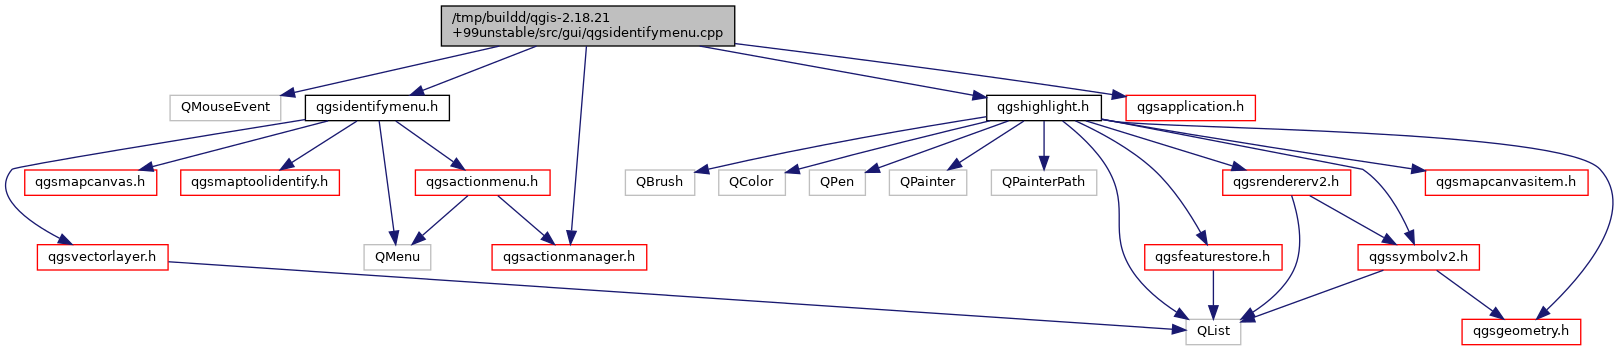 /tmp/buildd/qgis-2.18.21
+99unstable/src/gui/qgsidentifymenu.cpp
QMouseEvent
qgsidentifymenu.h
qgshighlight.h
qgsapplication.h
qgsmapcanvas.h
qgsmaptoolidentify.h
qgsactionmenu.h
QBrush
QColor
QPen
QPainter
QPainterPath
qgsrendererv2.h
qgsmapcanvasitem.h
qgsvectorlayer.h
QMenu
qgsactionmanager.h
qgsfeaturestore.h
qgssymbolv2.h
QList
qgsgeometry.h